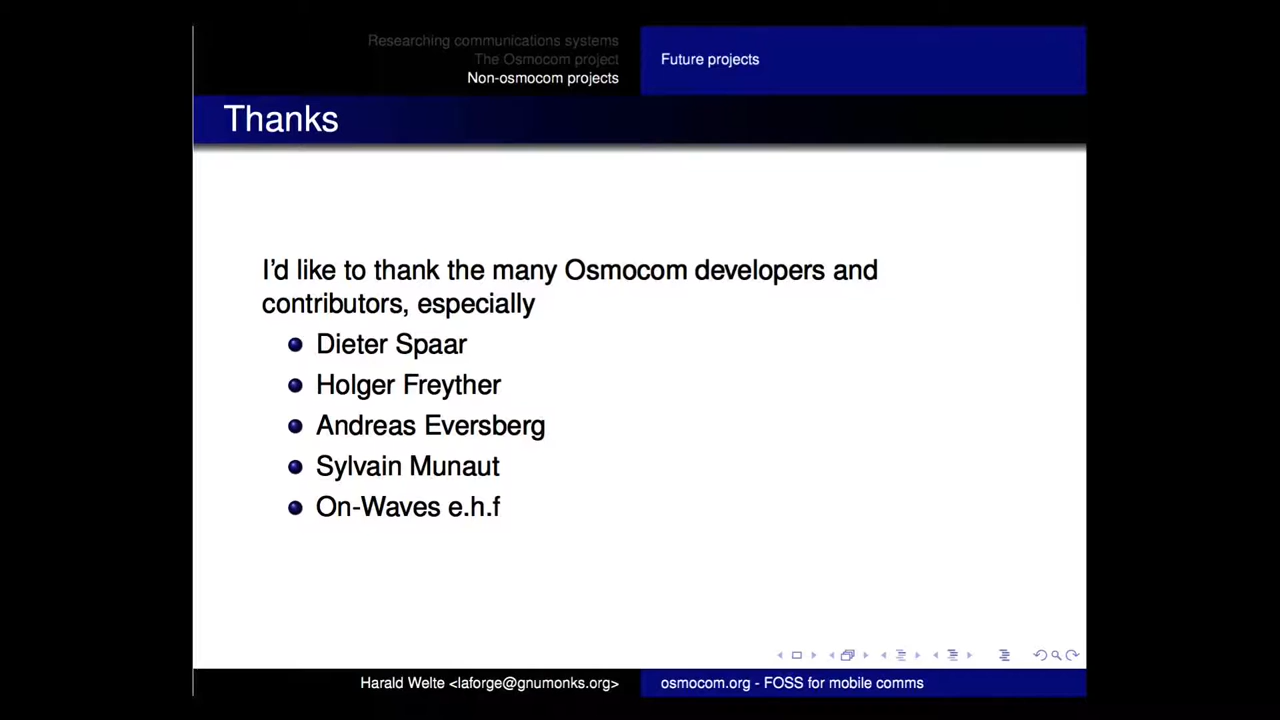 Researching communications systems
The Osmocom project
Non-osmocom projects
Future projects
Thanks
I'd like to thank the many Osmocom developers and
contributors, especially
Dieter Spaar
Holger Freyther
Andreas Eversberg
Sylvain Munaut
On-Waves e.h.f
Harald Welte <laforge@gnumonks.org>
osmocom.org - FOSS for mobile comms